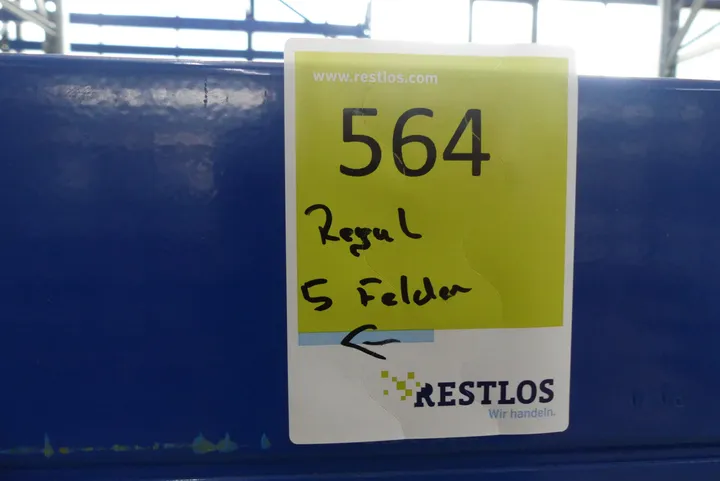 www.restlos.com
564
Regal
5 Felder
RESTLOS
Wir handeln.